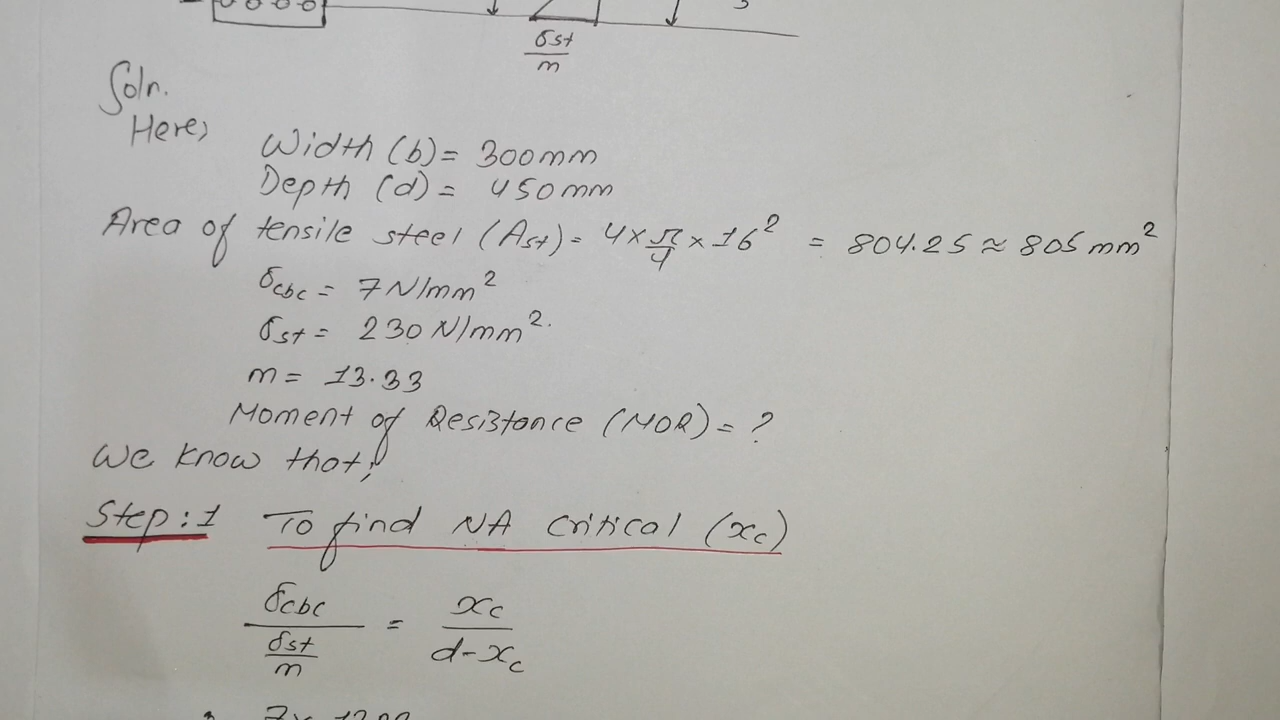 σst/m
Soln.
Here,
Width (b) = 300mm
Depth (d) = 450mm
Area of tensile steel (Ast) = 4 × π/4 × 16² = 804.25 ≈ 805 mm²
σcbc = 7 N/mm²
σst = 230 N/mm².
m = 13.33
Moment of Resistance (MOR) = ?
We know that,
Step:1 To find NA critical (xc)
σcbc/(σst/m) = xc/(d-xc)